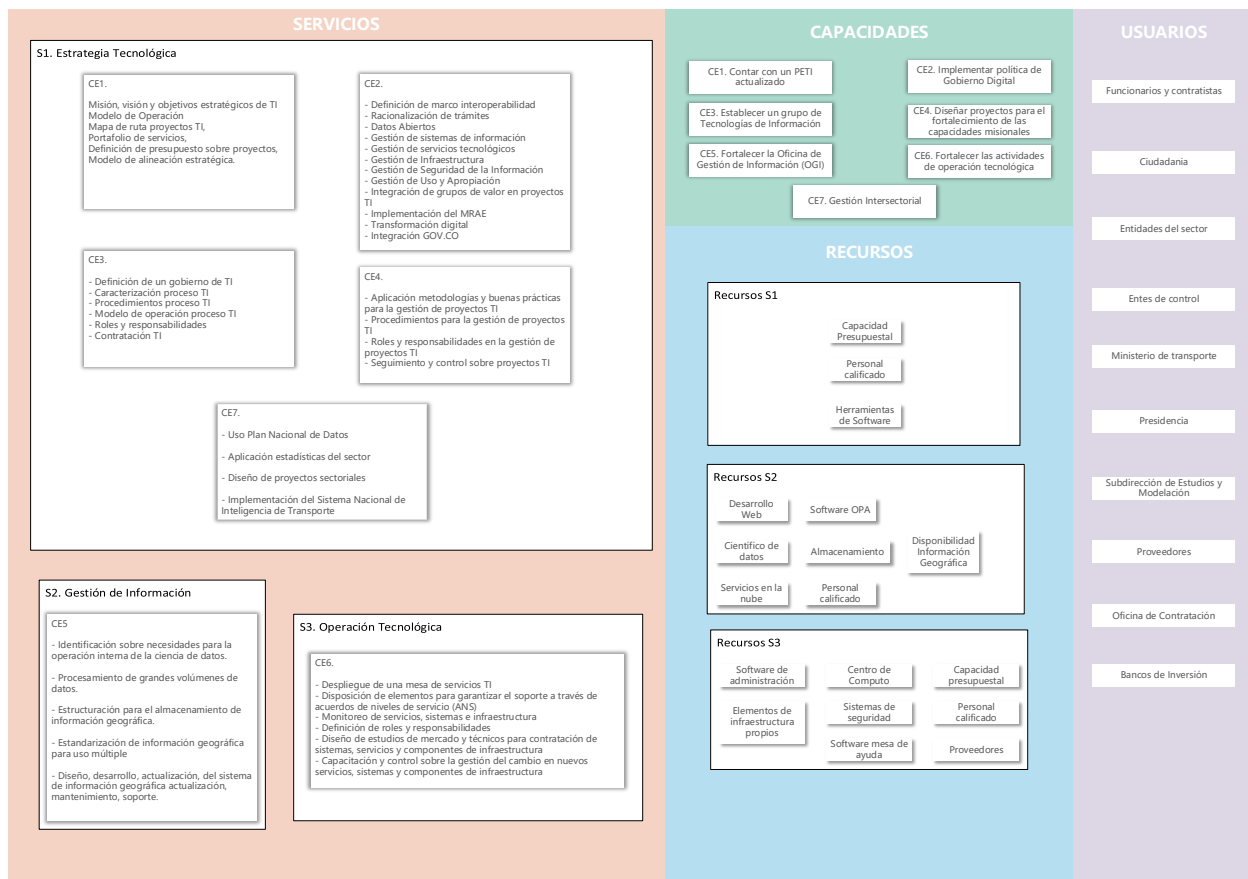 SERVICIOS
S1. Estrategia Tecnológica
CE1.
Misión, visión y objetivos estratégicos de TI
Modelo de Operación
Mapa de ruta proyectos TI,
Portafolio de servicios,
Definición de presupuesto sobre proyectos,
Modelo de alineación estratégica.
CE2.
- Definición de marco interoperabilidad
- Racionalización de trámites
- Datos Abiertos
- Gestión de sistemas de información
- Gestión de servicios tecnológicos
- Gestión de Infraestructura
- Gestión de Seguridad de la Información
- Gestión de Uso y Apropiación
- Integración de grupos de valor en proyectos
TI
- Implementación del MRAE
- Transformación digital
- Integración GOV.CO
CE3.
- Definición de un gobierno de TI
- Caracterización proceso TI
- Procedimientos proceso TI
- Modelo de operación proceso TI
- Roles y responsabilidades
- Contratación TI
CE4.
- Aplicación metodologías y buenas prácticas
para la gestión de proyectos TI
- Procedimientos para la gestión de proyectos
TI
- Roles y responsabilidades en la gestión de
proyectos TI
- Seguimiento y control sobre proyectos TI
CE7.
- Uso Plan Nacional de Datos
- Aplicación estadísticas del sector
- Diseño de proyectos sectoriales
- Implementación del Sistema Nacional de
Inteligencia de Transporte
S2. Gestión de Información
CE5
- Identificación sobre necesidades para la
operación interna de la ciencia de datos.
- Procesamiento de grandes volúmenes de
datos.
- Estructuración para el almacenamiento de
información geográfica.
- Estandarización de información geográfica
para uso múltiple
- Diseño, desarrollo, actualización, del sistema
de información geográfica actualización,
mantenimiento, soporte.
S3. Operación Tecnológica
CE6.
- Despliegue de una mesa de servicios TI
- Disposición de elementos para garantizar el soporte a través de
acuerdos de niveles de servicio (ANS)
- Monitoreo de servicios, sistemas e infraestructura
- Definición de roles y responsabilidades
- Diseño de estudios de mercado y técnicos para contratación de
sistemas, servicios y componentes de infraestructura
- Capacitación y control sobre la gestión del cambio en nuevos
servicios, sistemas y componentes de infraestructura
CAPACIDADES
CE1. Contar con un PETI
actualizado
CE2. Implementar política de
Gobierno Digital
CE3. Establecer un grupo de
Tecnologías de Información
CE4. Diseñar proyectos para el
fortalecimiento de las
capacidades misionales
CE5. Fortalecer la Oficina de
Gestión de Información (OGI)
CE6. Fortalecer las actividades
de operación tecnológica
CE7. Gestión Intersectorial
RECURSOS
Recursos S1
Capacidad
Presupuestal
Personal
calificado
Herramientas
de Software
Recursos S2
Desarrollo
Web
Software OPA
Científico de
datos
Almacenamiento
Disponibilidad
Información
Geográfica
Servicios en la
nube
Personal
calificado
Recursos S3
Software de
administración
Centro de
Computo
Capacidad
presupuestal
Elementos de
infraestructura
propios
Sistemas de
seguridad
Personal
calificado
Software mesa de
ayuda
Proveedores
USUARIOS
Funcionarios y contratistas
Ciudadania
Entidades del sector
Entes de control
Ministerio de transporte
Presidencia
Subdirección de Estudios y
Modelación
Proveedores
Oficina de Contratación
Bancos de Inversión